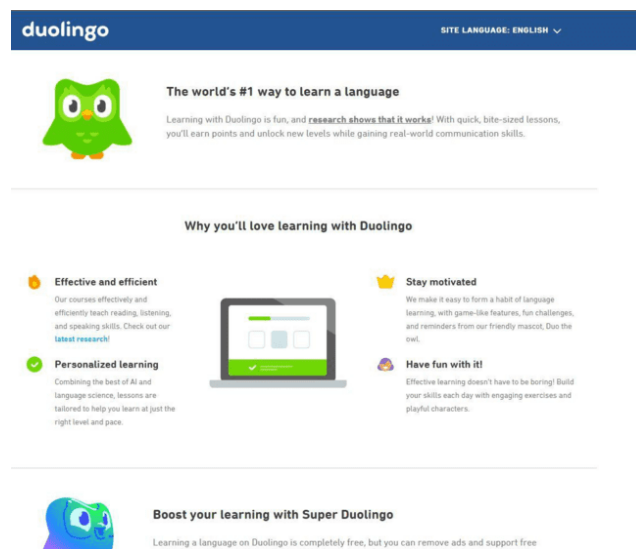 duolingo
SITE LANGUAGE: ENGLISH
The world's #1 way to learn a language
Learning with Duolingo is fun, and research shows that it works! With quick, bite-sized lessons,
you'll earn points and unlock new levels while gaining real-world communication skills.
Why you'll love learning with Duolingo
Effective and efficient
Our courses effectively and
efficiently teach reading, listening,
and speaking skills. Check out our
latest research!
Personalized learning
Combining the best of AI and
language science, lessons are
tailored to help you learn at just the
right level and pace.
Stay motivated
We make it easy to form a habit of language
learning, with game-like features, fun challenges,
and reminders from our friendly mascot, Duo the
owl.
Have fun with it!
Effective learning doesn't have to be boring! Build
your skills each day with engaging exercises and
playful characters.
Boost your learning with Super Duolingo
Learning a language on Duolingo is completely free, but you can remove ads and support free